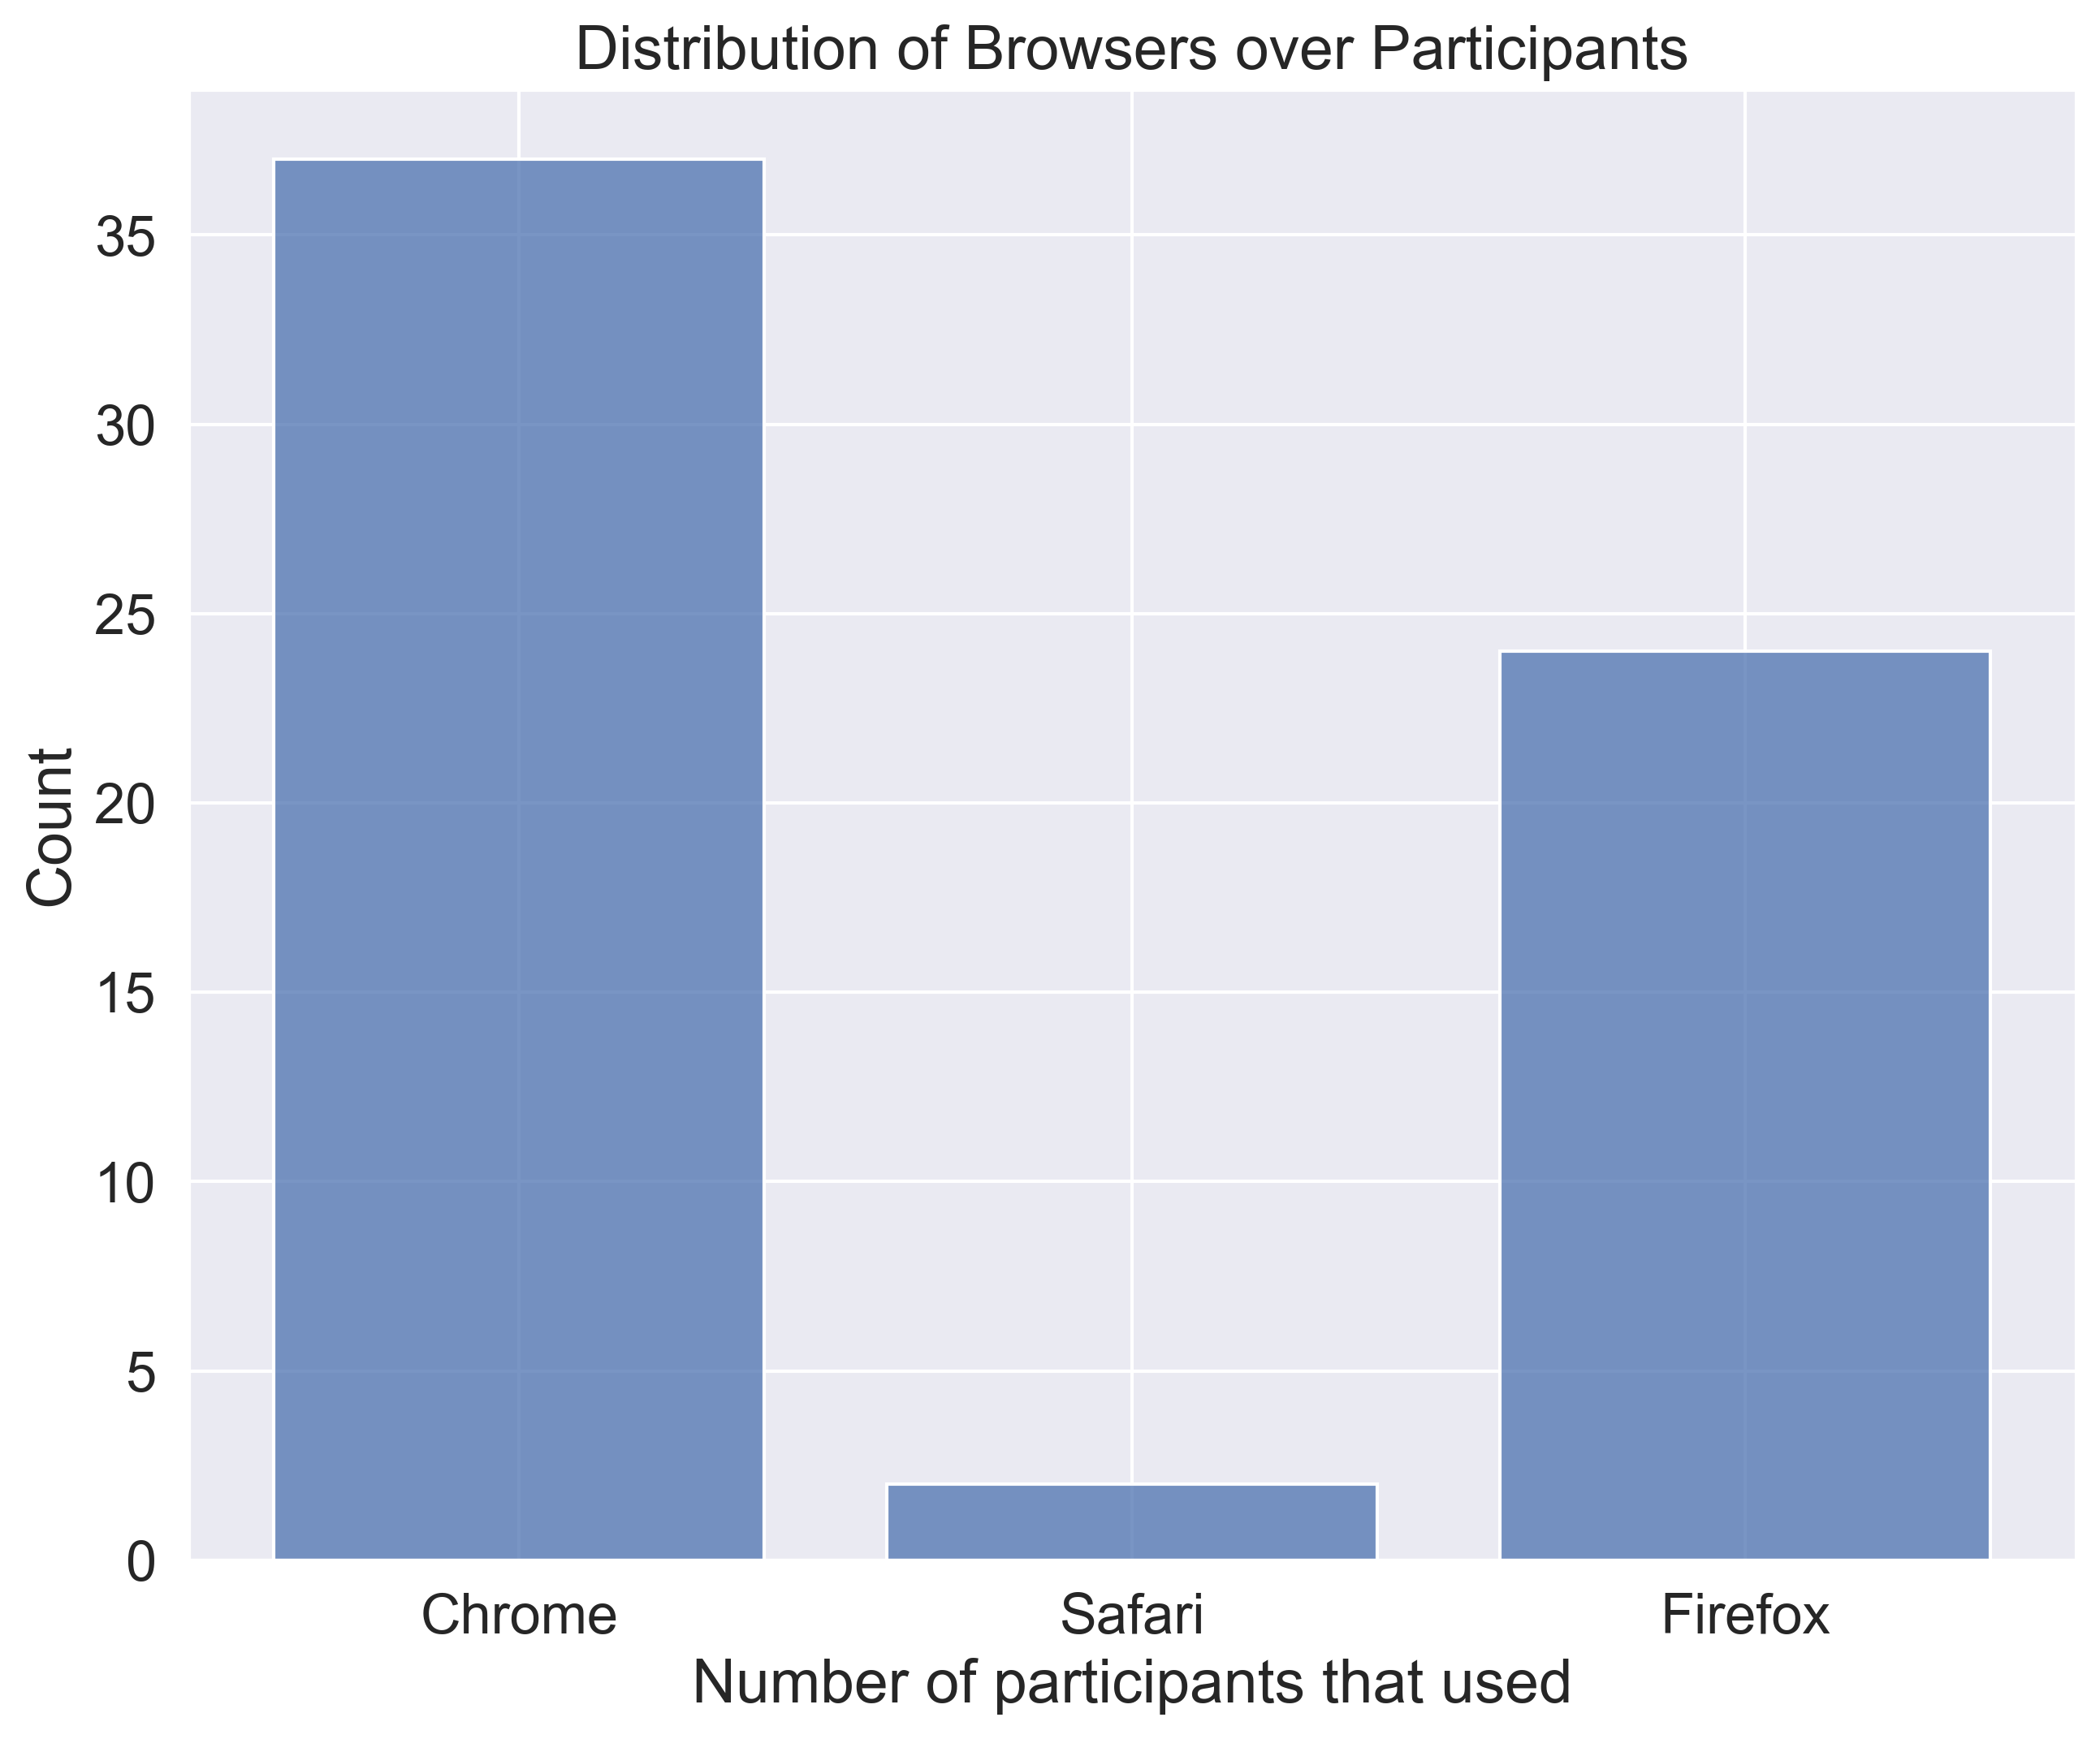 Distribution of Browsers over Participants
35
30
25
20
15
10
5
0
Count
Chrome Safari Firefox
Number of participants that used